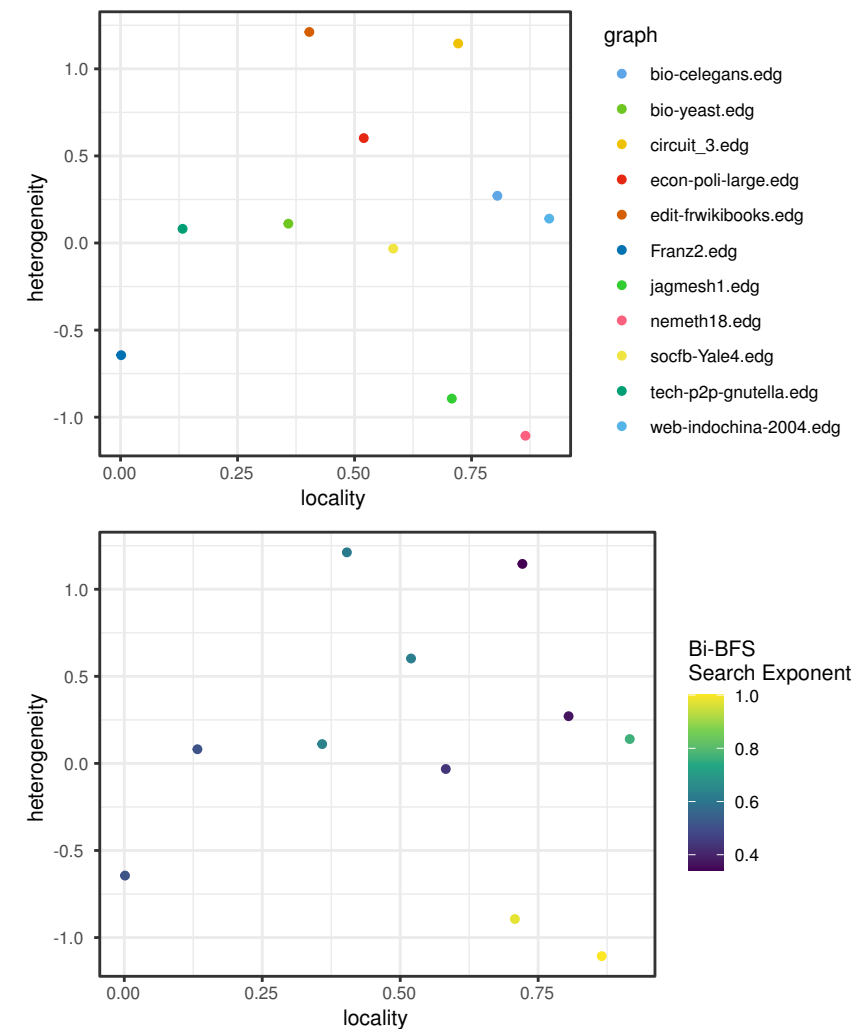 graph
bio-celegans.edg
bio-yeast.edg
circuit_3.edg
econ-poli-large.edg
edit-frwikibooks.edg
Franz2.edg
jagmesh1.edg
nemeth18.edg
socfb-Yale4.edg
tech-p2p-gnutella.edg
web-indochina-2004.edg
heterogeneity
1.0
0.5
0.0
-0.5
-1.0
0.00 0.25 0.50 0.75
locality
heterogeneity
1.0
0.5
0.0
-0.5
-1.0
0.00 0.25 0.50 0.75
locality
Bi-BFS
Search Exponent
1.0
0.8
0.6
0.4